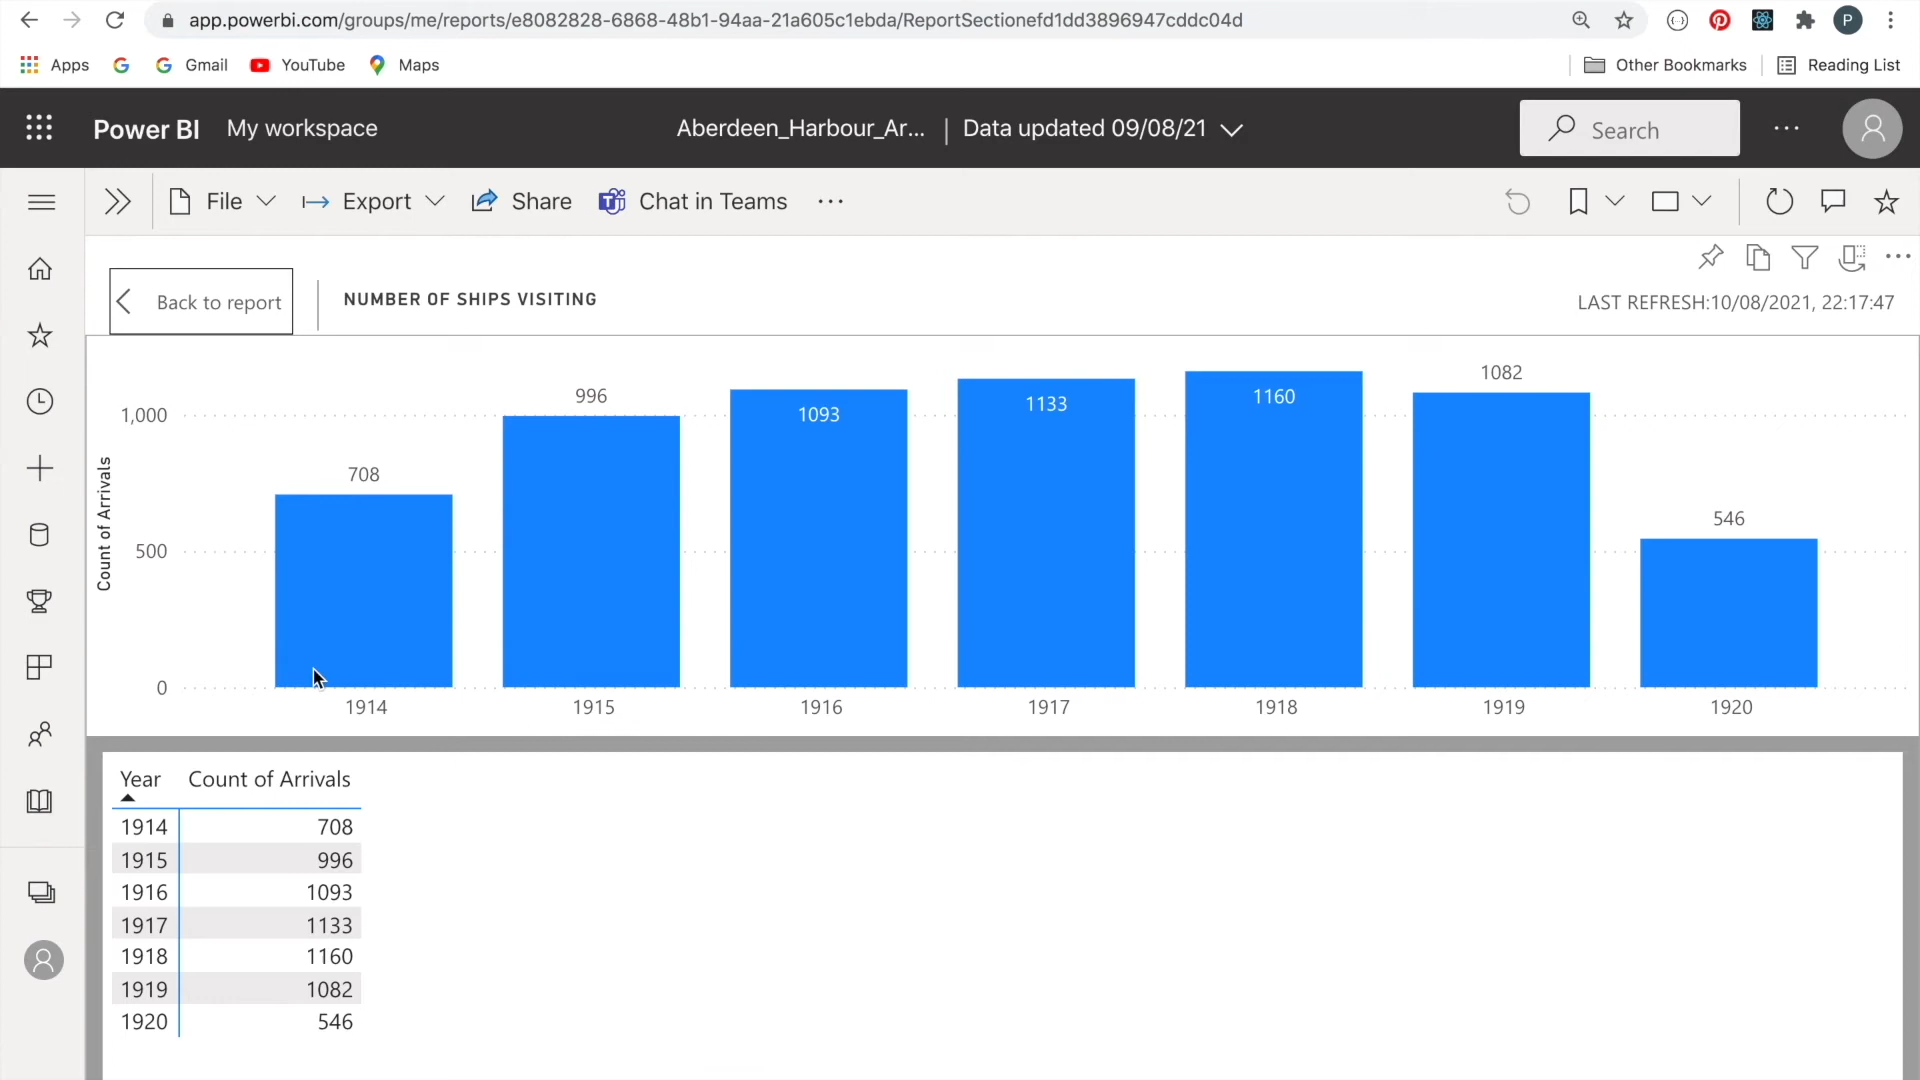 app.powerbi.com/groups/me/reports/e8082828-6868-48b1-94aa-21a605c1ebda/ReportSectionefd1dd3896947cddc04d
P
Apps Gmail YouTube Maps Other Bookmarks Reading List
Power BI My workspace Aberdeen_Harbour_Ar... | Data updated 09/08/21 Search
File Export Share Chat in Teams
Back to report NUMBER OF SHIPS VISITING LAST REFRESH:10/08/2021, 22:17:47
Count of Arrivals
1,000
500
0
708 996 1093 1133 1160 1082 546
1914 1915 1916 1917 1918 1919 1920
Year Count of Arrivals
1914 708
1915 996
1916 1093
1917 1133
1918 1160
1919 1082
1920 546